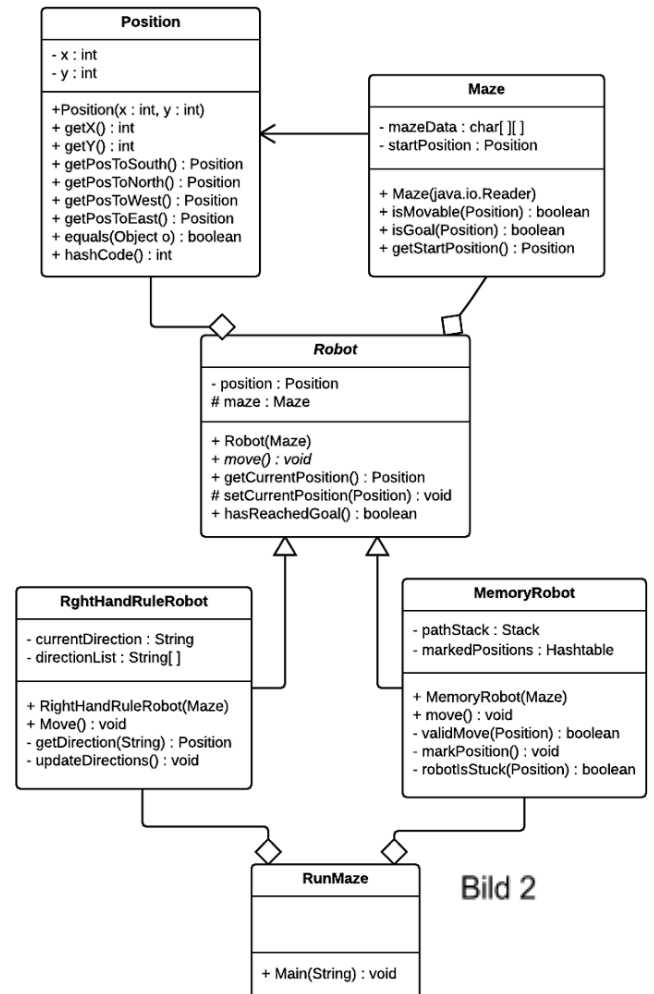 Position
- x : int
- y : int
+Position(x : int, y : int)
+ getX() : int
+ getY() : int
+ getPosToSouth() : Position
+ getPosToNorth() : Position
+ getPosToWest() : Position
+ getPosToEast() : Position
+ equals(Object o) : boolean
+ hashCode() : int
Maze
- mazeData : char[ ][ ]
- startPosition : Position
+ Maze(java.io.Reader)
+ isMovable(Position) : boolean
+ isGoal(Position) : boolean
+ getStartPosition() : Position
Robot
- position : Position
# maze : Maze
+ Robot(Maze)
+ move() : void
+ getCurrentPosition() : Position
# setCurrentPosition(Position) : void
+ hasReachedGoal() : boolean
RghtHandRuleRobot
- currentDirection : String
- directionList : String[ ]
+ RightHandRuleRobot(Maze)
+ Move() : void
- getDirection(String) : Position
- updateDirections() : void
MemoryRobot
- pathStack : Stack
- markedPositions : Hashtable
+ MemoryRobot(Maze)
+ move() : void
- validMove(Position) : boolean
- markPosition() : void
- robotIsStuck(Position) : boolean
RunMaze
+ Main(String) : void
Bild 2